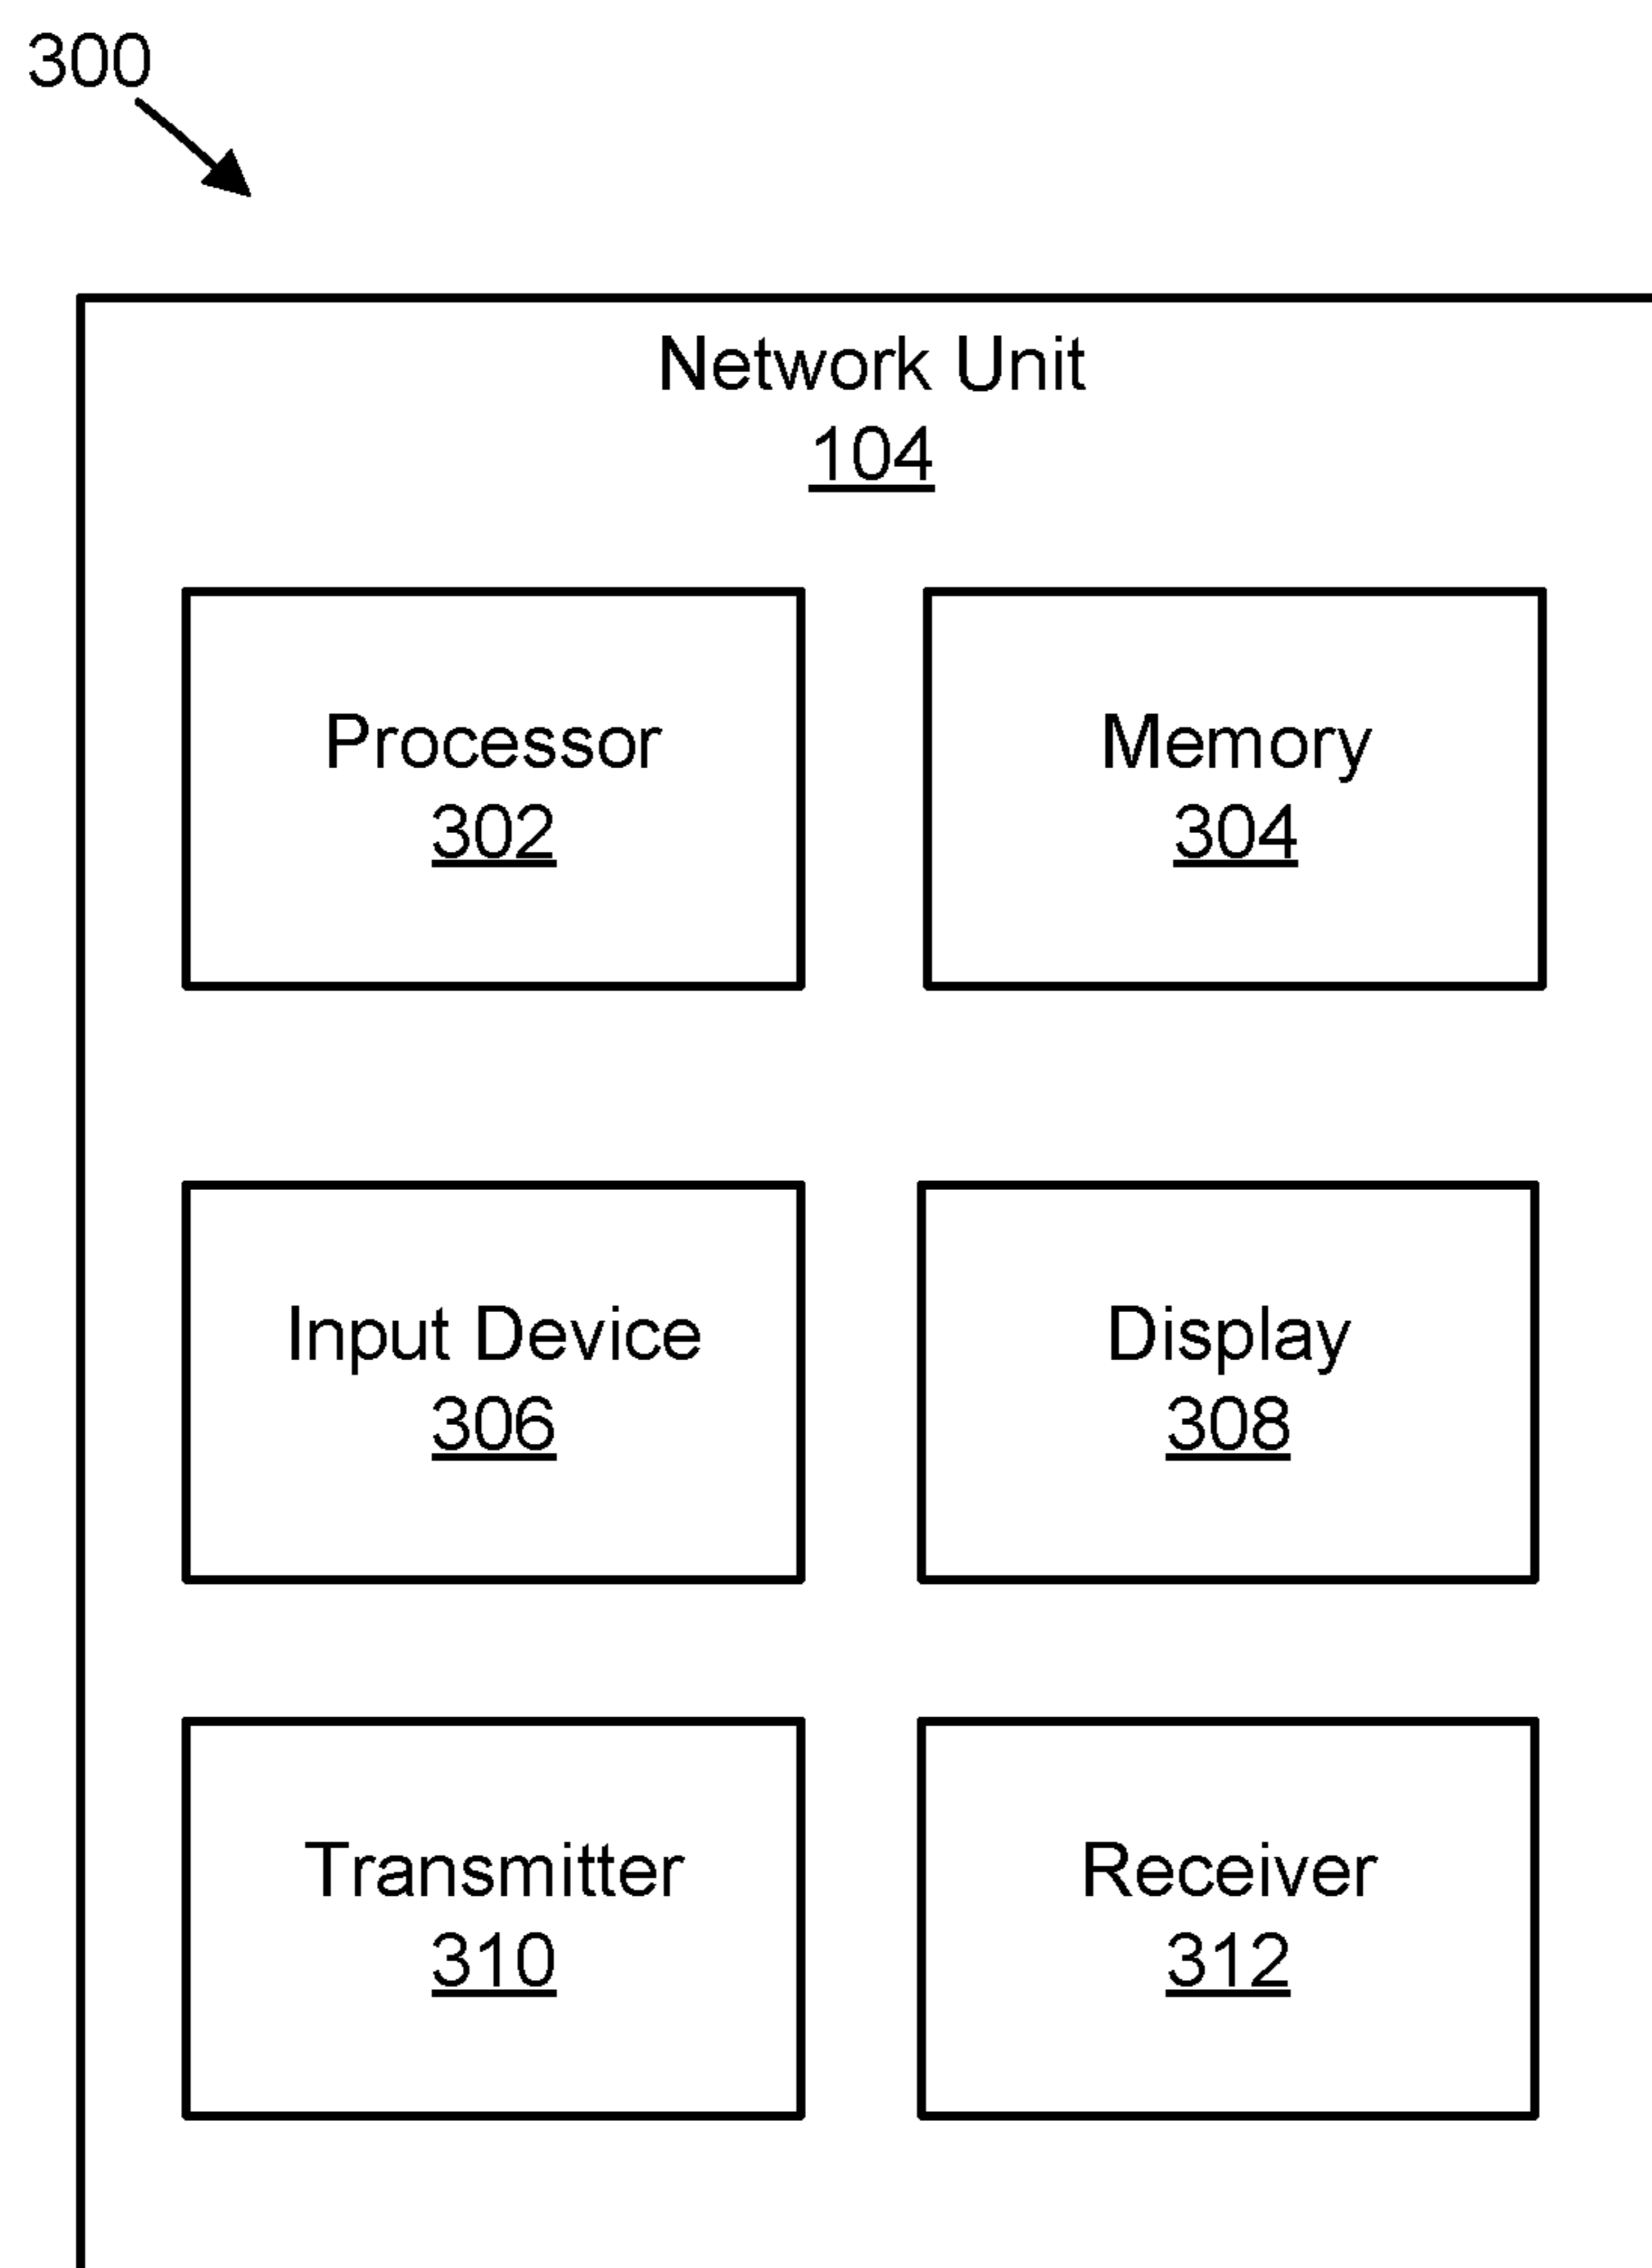 300
Network Unit
104
Processor
302
Memory
304
Input Device
306
Display
308
Transmitter
310
Receiver
312